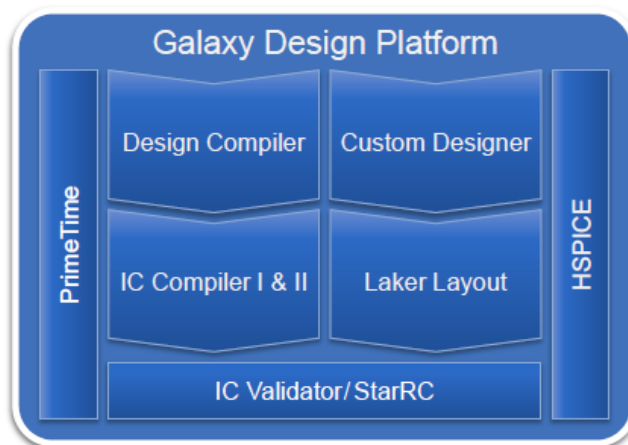 Galaxy Design Platform
PrimeTime
Design Compiler
Custom Designer
IC Compiler I & II
Laker Layout
HSPICE
IC Validator/StarRC